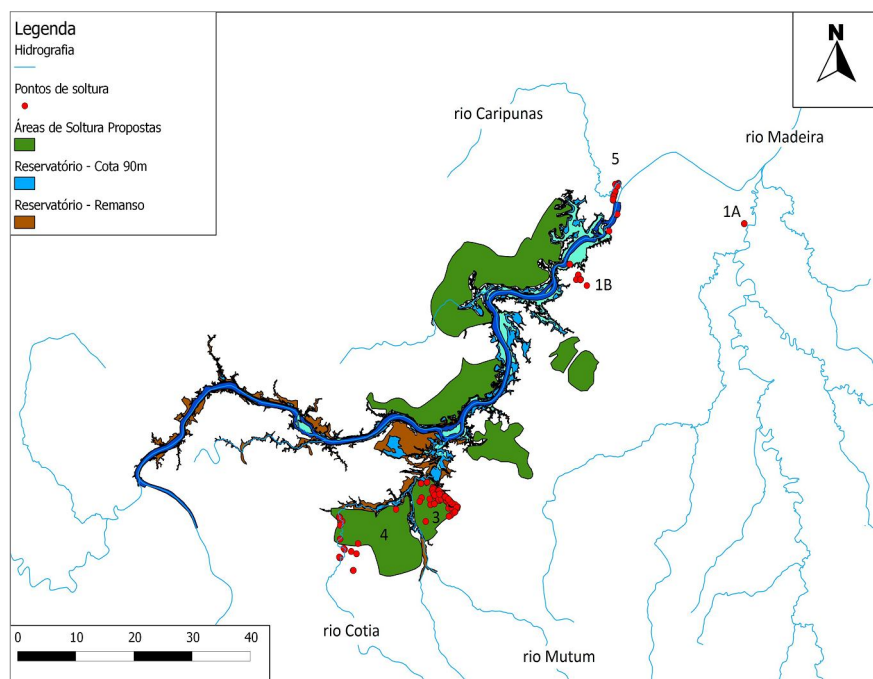 Legenda
Hidrografia
Pontos de soltura
Áreas de Soltura Propostas
Reservatório - Cota 90m
Reservatório - Remanso
N
rio Caripunas
rio Madeira
5
1A
1B
3
4
rio Cotia
rio Mutum
0 10 20 30 40